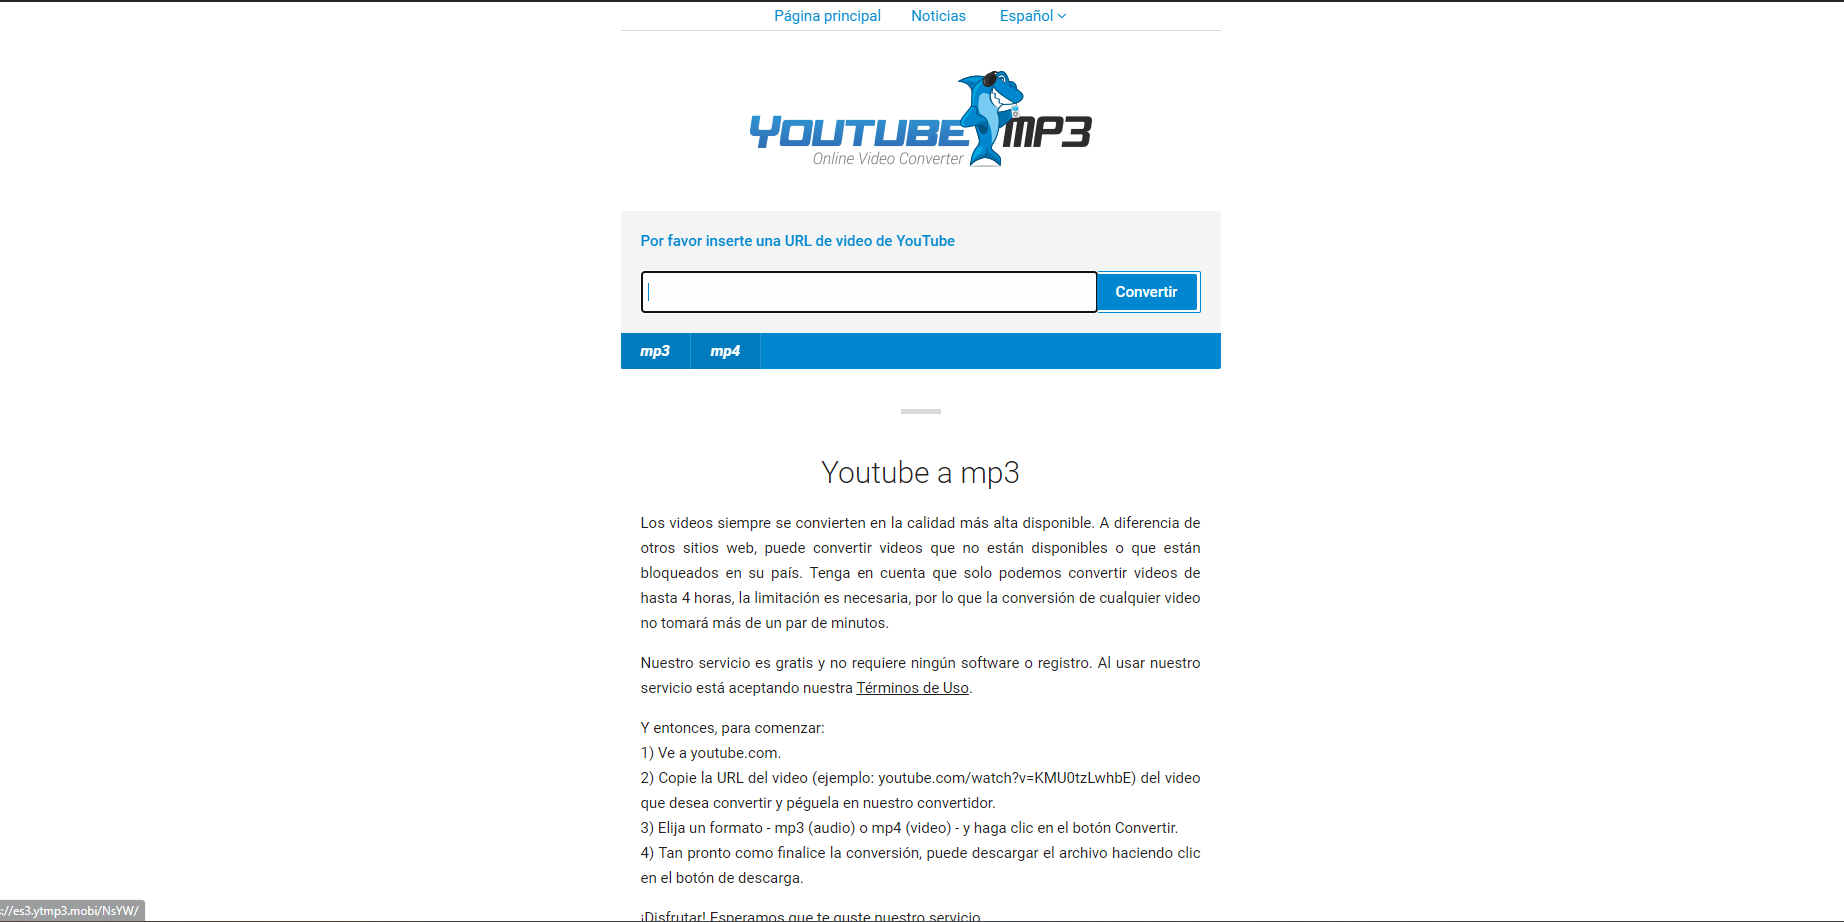 Página principal Noticias Español
YOUTUBE MP3
Online Video Converter
Por favor inserte una URL de video de YouTube
Convertir
mp3 mp4
Youtube a mp3
Los videos siempre se convierten en la calidad más alta disponible. A diferencia de
otros sitios web, puede convertir videos que no están disponibles o que están
bloqueados en su país. Tenga en cuenta que solo podemos convertir videos de
hasta 4 horas, la limitación es necesaria, por lo que la conversión de cualquier video
no tomará más de un par de minutos.
Nuestro servicio es gratis y no requiere ningún software o registro. Al usar nuestro
servicio está aceptando nuestra Términos de Uso.
Y entonces, para comenzar:
1) Ve a youtube.com.
2) Copie la URL del video (ejemplo: youtube.com/watch?v=KMU0tzLwhbE) del video
que desea convertir y péguela en nuestro convertidor.
3) Elija un formato - mp3 (audio) o mp4 (video) - y haga clic en el botón Convertir.
4) Tan pronto como finalice la conversión, puede descargar el archivo haciendo clic
en el botón de descarga.
¡Disfrutar! Esperamos que te guste nuestro servicio.
://es3.ytmp3.mobi/NsYW/